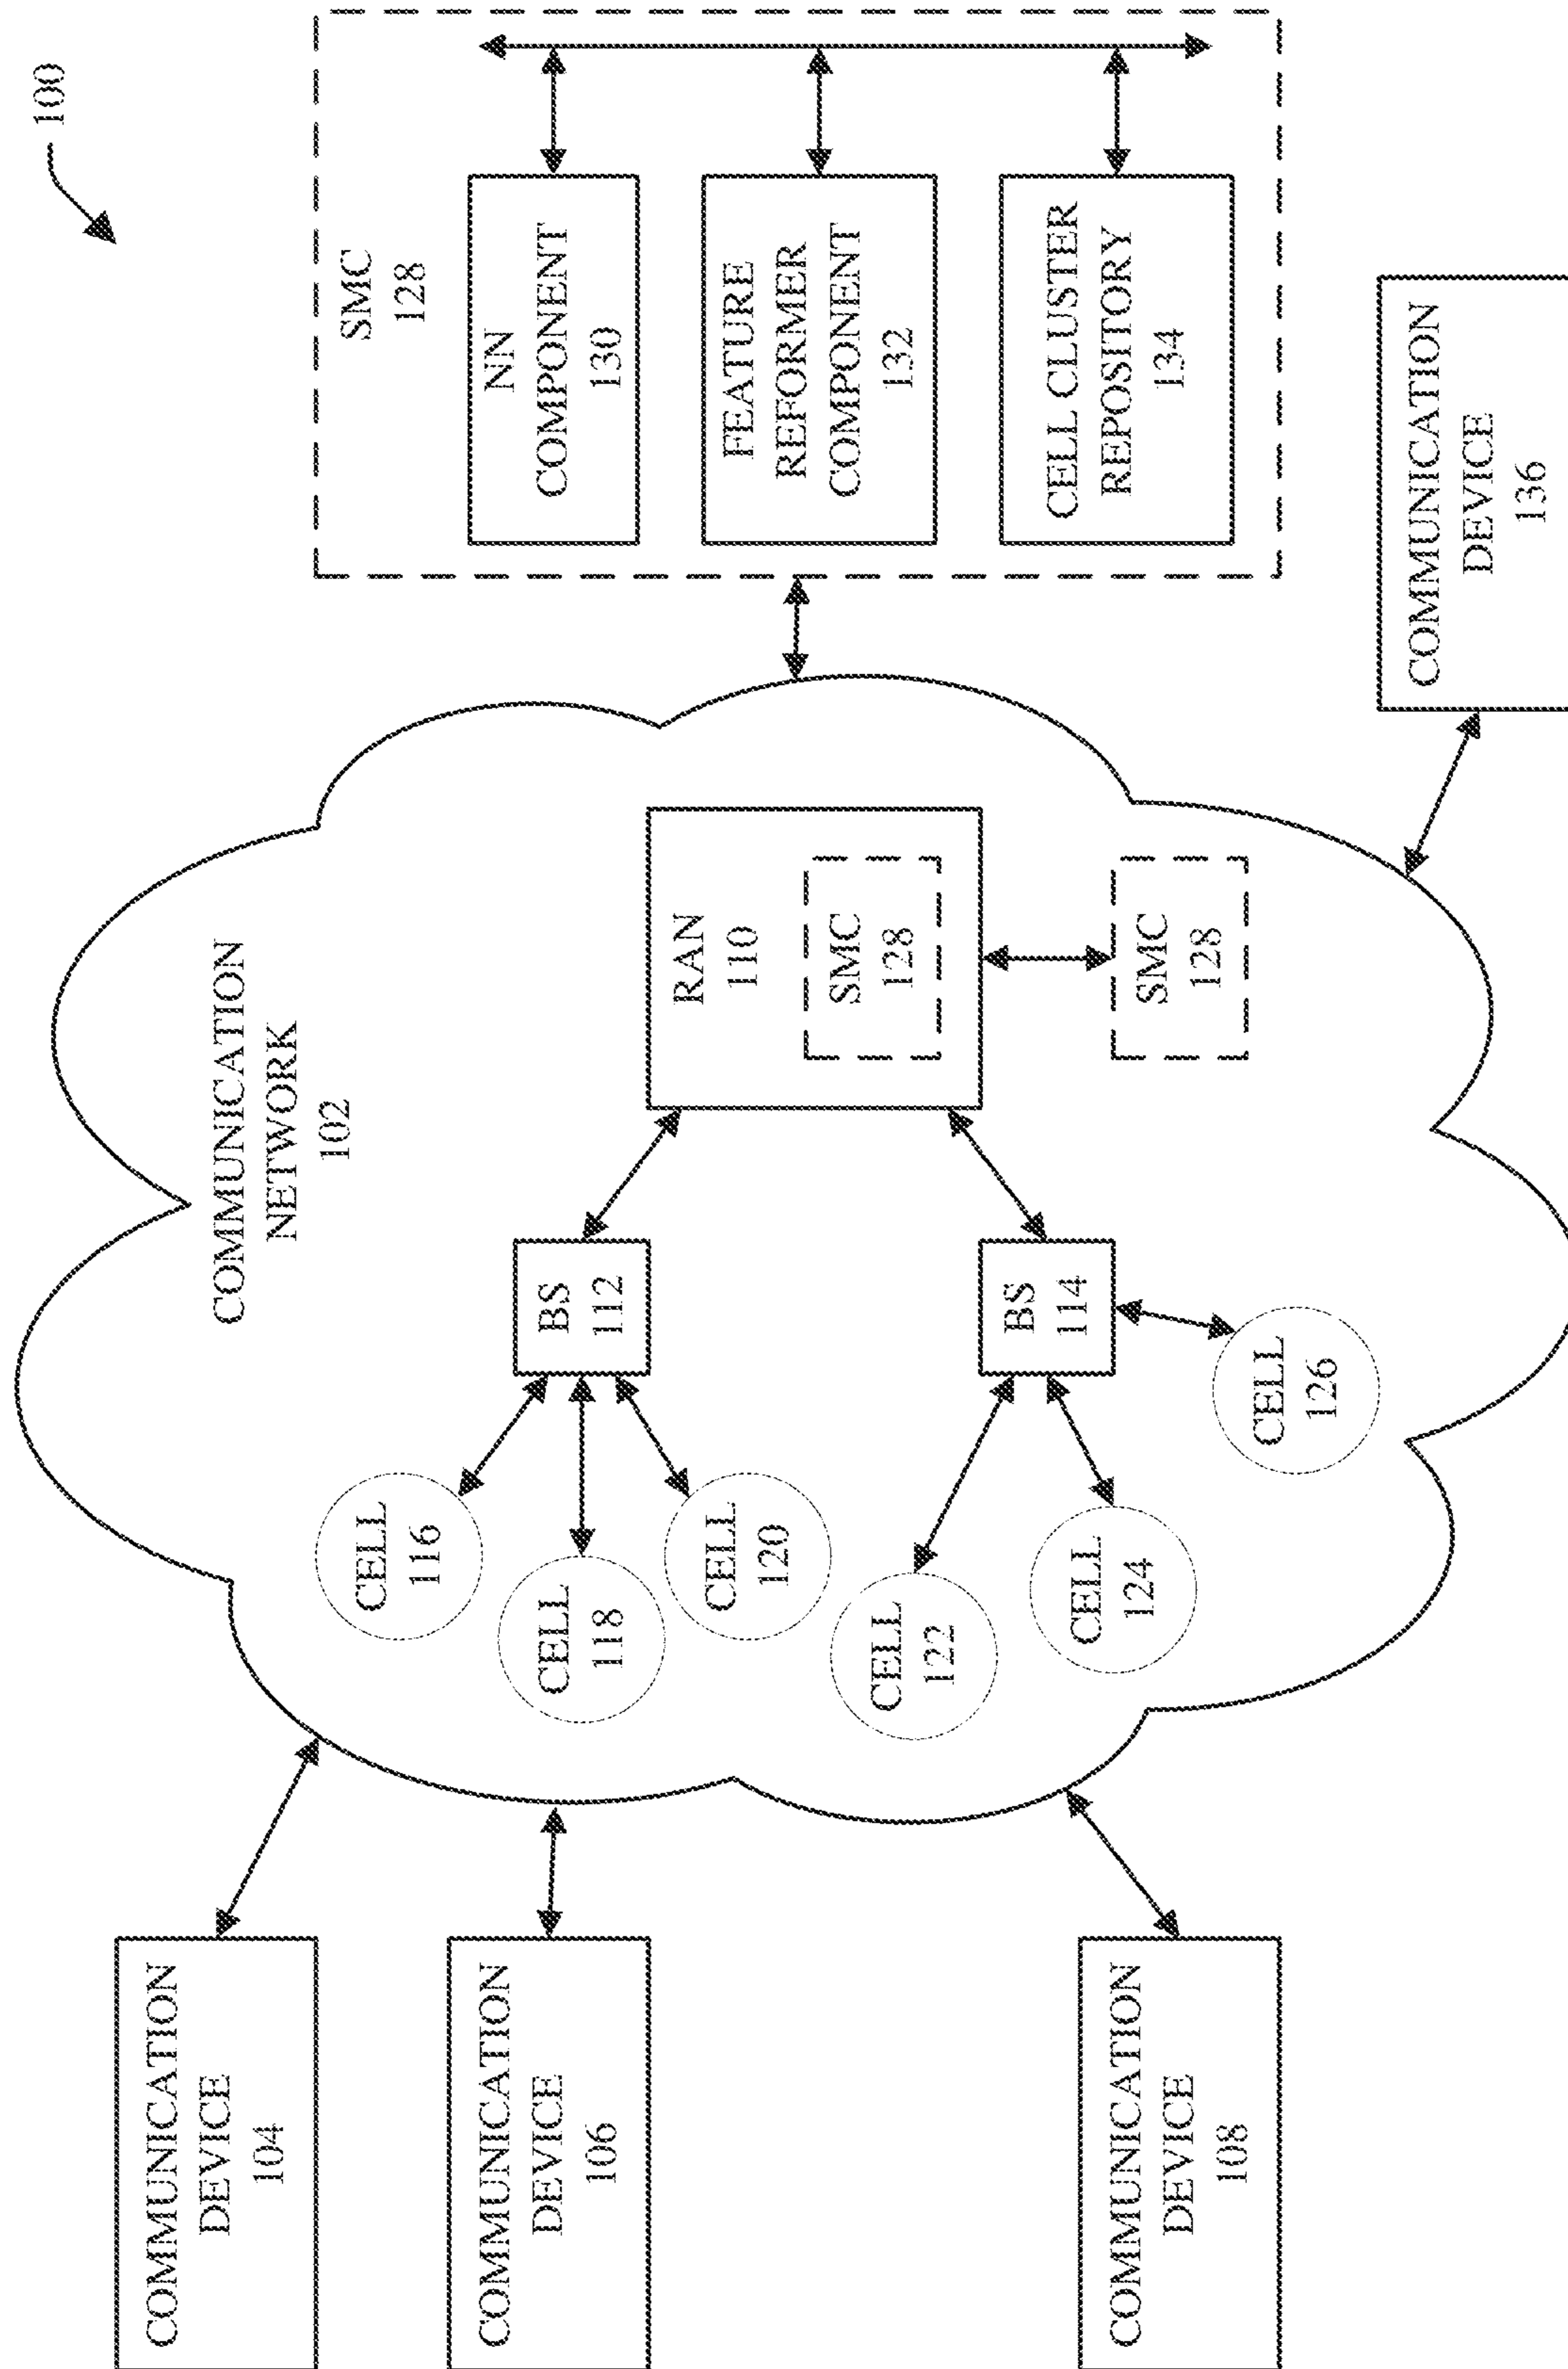 100
COMMUNICATION
DEVICE
104
COMMUNICATION
DEVICE
106
COMMUNICATION
DEVICE
108
COMMUNICATION
NETWORK
102
CELL
116
CELL
118
CELL
120
CELL
122
CELL
124
CELL
126
BS
112
BS
114
RAN
110
SMC
128
SMC
128
SMC
128
NN
COMPONENT
130
FEATURE
REFORMER
COMPONENT
132
CELL CLUSTER
REPOSITORY
134
COMMUNICATION
DEVICE
136